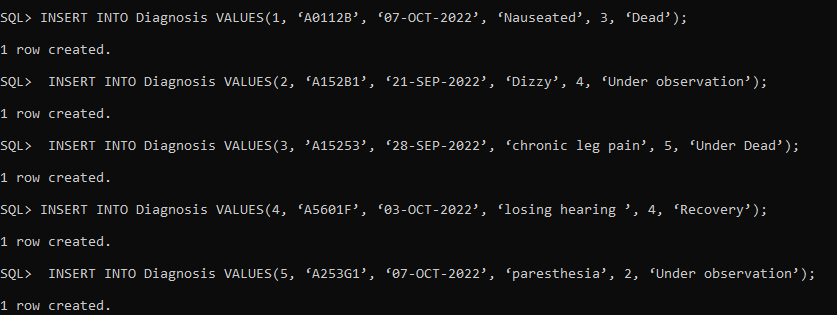 SQL> INSERT INTO Diagnosis VALUES(1, ‘A0112B’, ‘07-OCT-2022’, ‘Nauseated’, 3, ‘Dead’);
1 row created.
SQL>  INSERT INTO Diagnosis VALUES(2, ‘A152B1’, ‘21-SEP-2022’, ‘Dizzy’, 4, ‘Under observation’);
1 row created.
SQL>  INSERT INTO Diagnosis VALUES(3, ’A15253’, ‘28-SEP-2022’, ‘chronic leg pain’, 5, ‘Under Dead’);
1 row created.
SQL> INSERT INTO Diagnosis VALUES(4, ‘A5601F’, ‘03-OCT-2022’, ‘losing hearing ’, 4, ‘Recovery’);
1 row created.
SQL>  INSERT INTO Diagnosis VALUES(5, ‘A253G1’, ‘07-OCT-2022’, ‘paresthesia’, 2, ‘Under observation’);
1 row created.